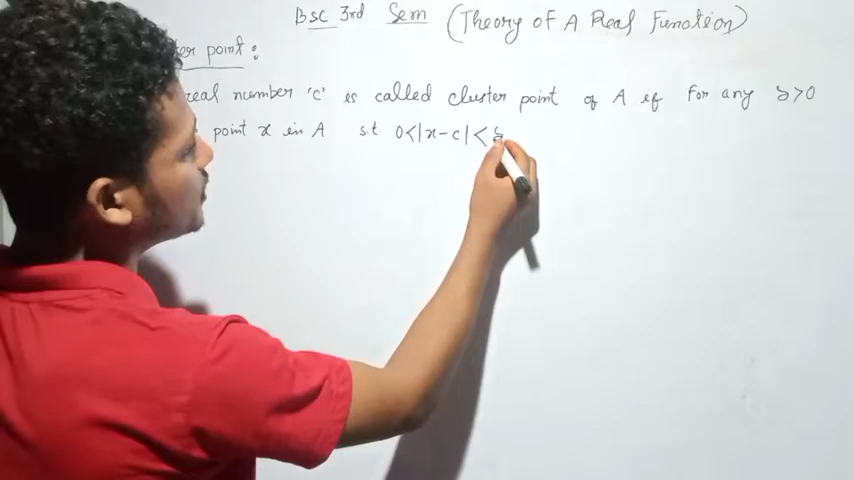 BSC 3rd Sem (Theory of A Real Function)
point :
real number 'c' is called cluster point of A if for any δ>0
point x in A s.t 0<|x-c|<δ